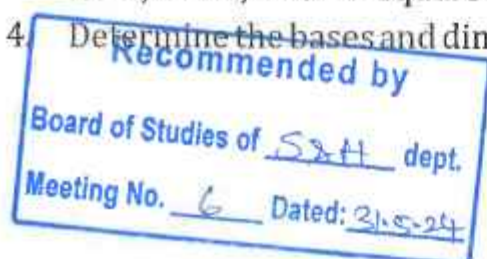 4. Determine the bases and dim
Recommended by
Board of Studies of S&H dept.
Meeting No. 6 Dated: 31.5.24